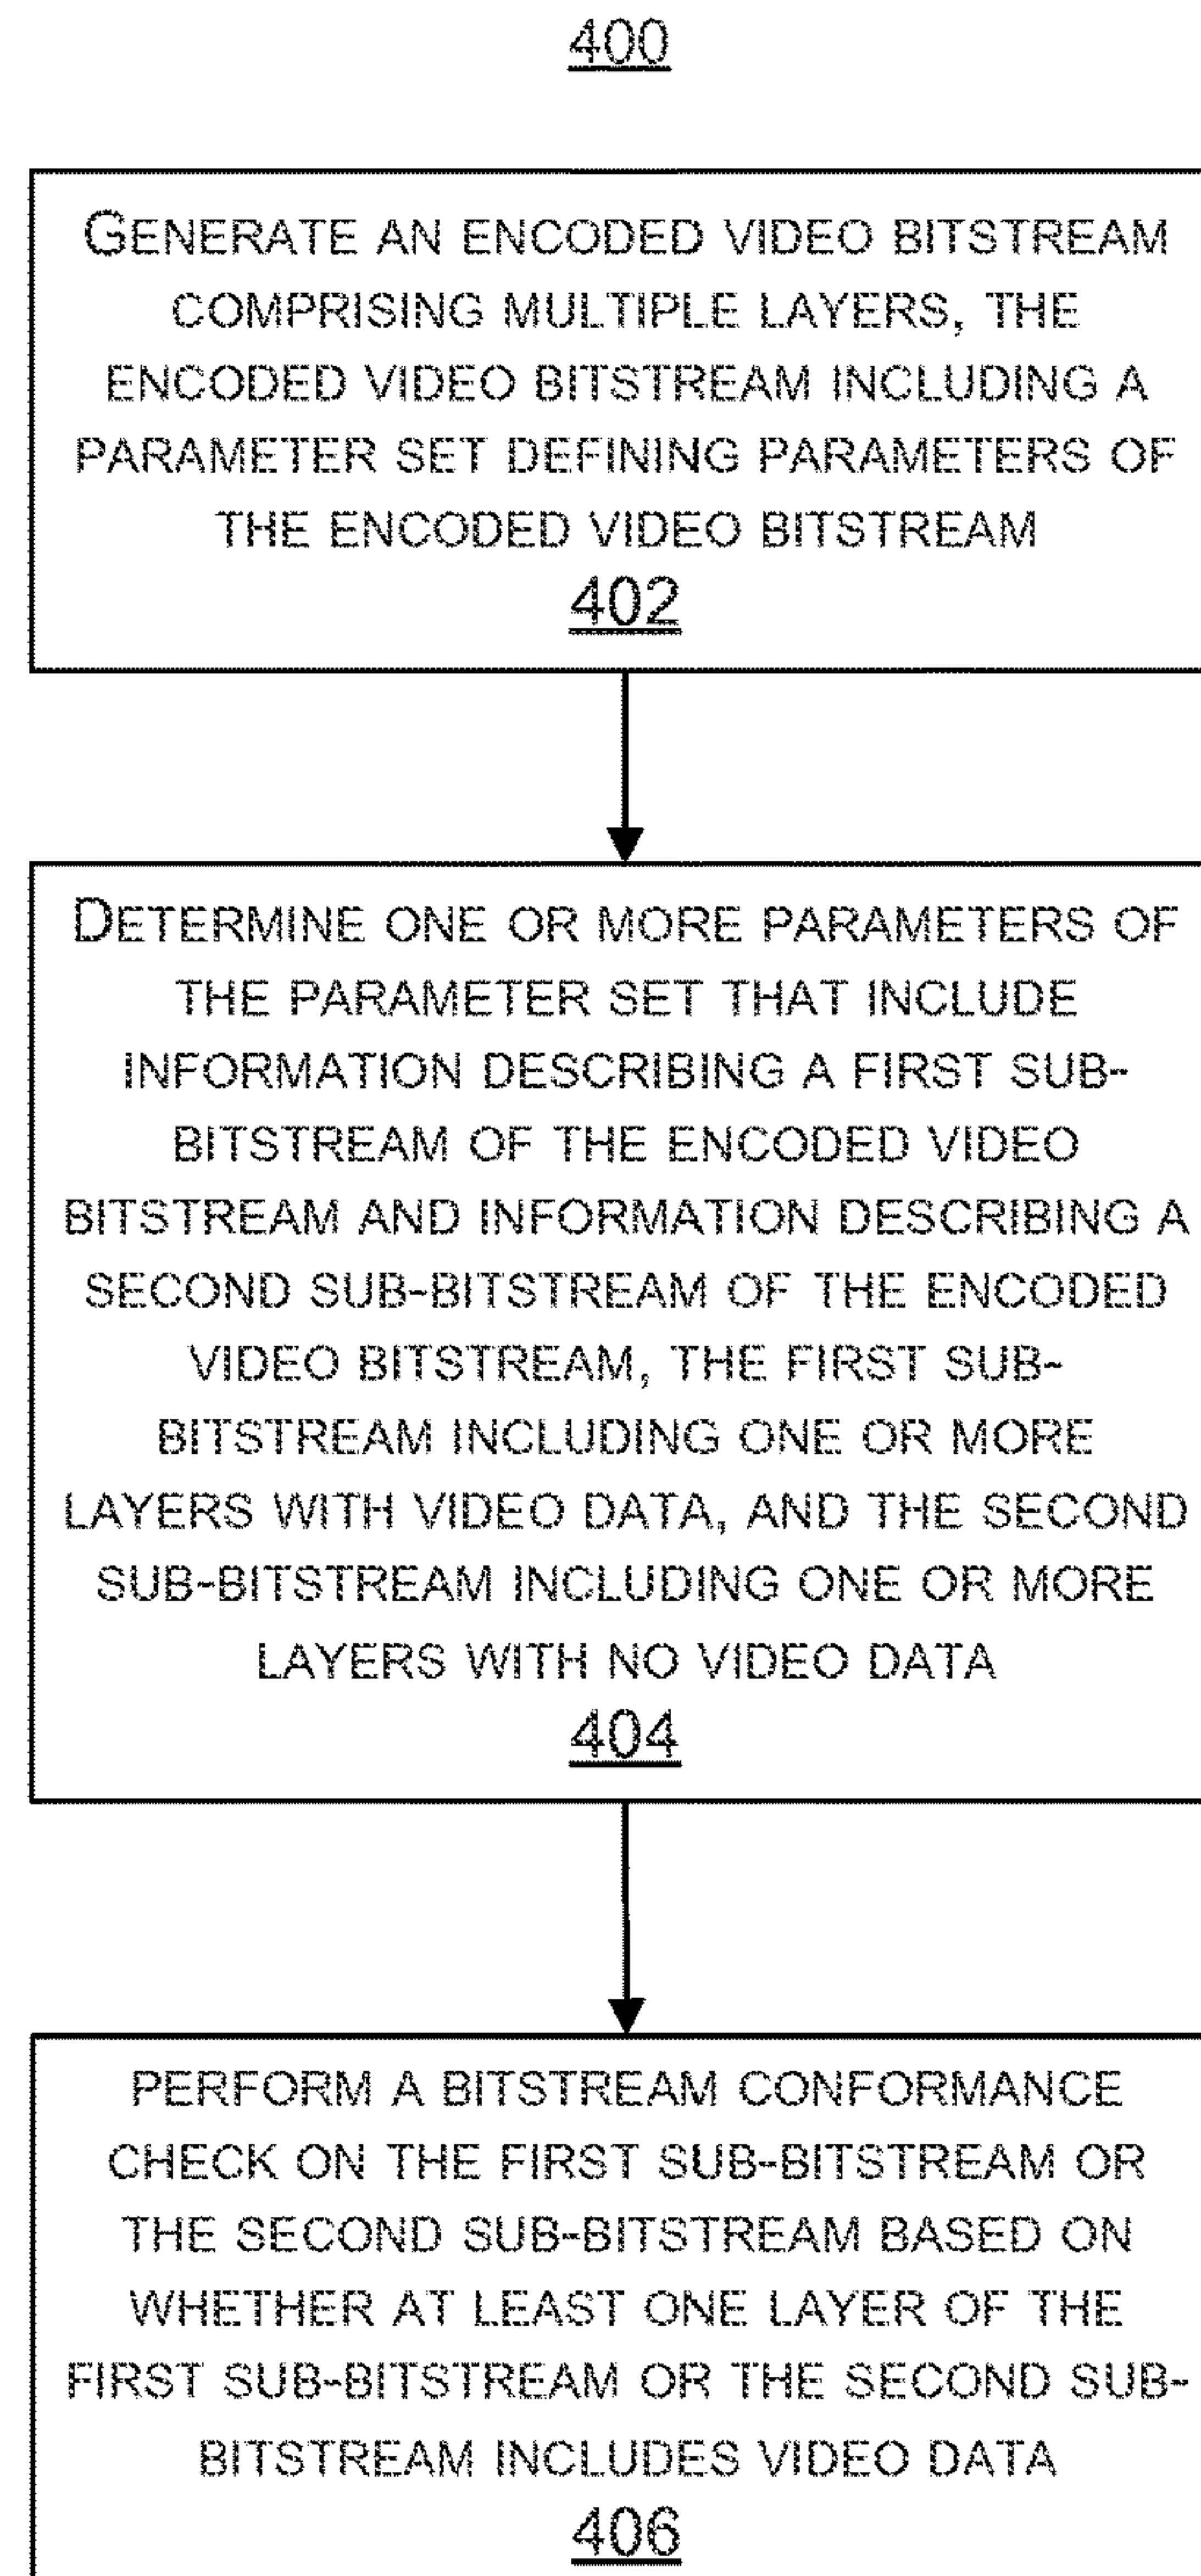 400
GENERATE AN ENCODED VIDEO BITSTREAM
COMPRISING MULTIPLE LAYERS, THE
ENCODED VIDEO BITSTREAM INCLUDING A
PARAMETER SET DEFINING PARAMETERS OF
THE ENCODED VIDEO BITSTREAM
402
DETERMINE ONE OR MORE PARAMETERS OF
THE PARAMETER SET THAT INCLUDE
INFORMATION DESCRIBING A FIRST SUB-
BITSTREAM OF THE ENCODED VIDEO
BITSTREAM AND INFORMATION DESCRIBING A
SECOND SUB-BITSTREAM OF THE ENCODED
VIDEO BITSTREAM, THE FIRST SUB-
BITSTREAM INCLUDING ONE OR MORE
LAYERS WITH VIDEO DATA, AND THE SECOND
SUB-BITSTREAM INCLUDING ONE OR MORE
LAYERS WITH NO VIDEO DATA
404
PERFORM A BITSTREAM CONFORMANCE
CHECK ON THE FIRST SUB-BITSTREAM OR
THE SECOND SUB-BITSTREAM BASED ON
WHETHER AT LEAST ONE LAYER OF THE
FIRST SUB-BITSTREAM OR THE SECOND SUB-
BITSTREAM INCLUDES VIDEO DATA
406